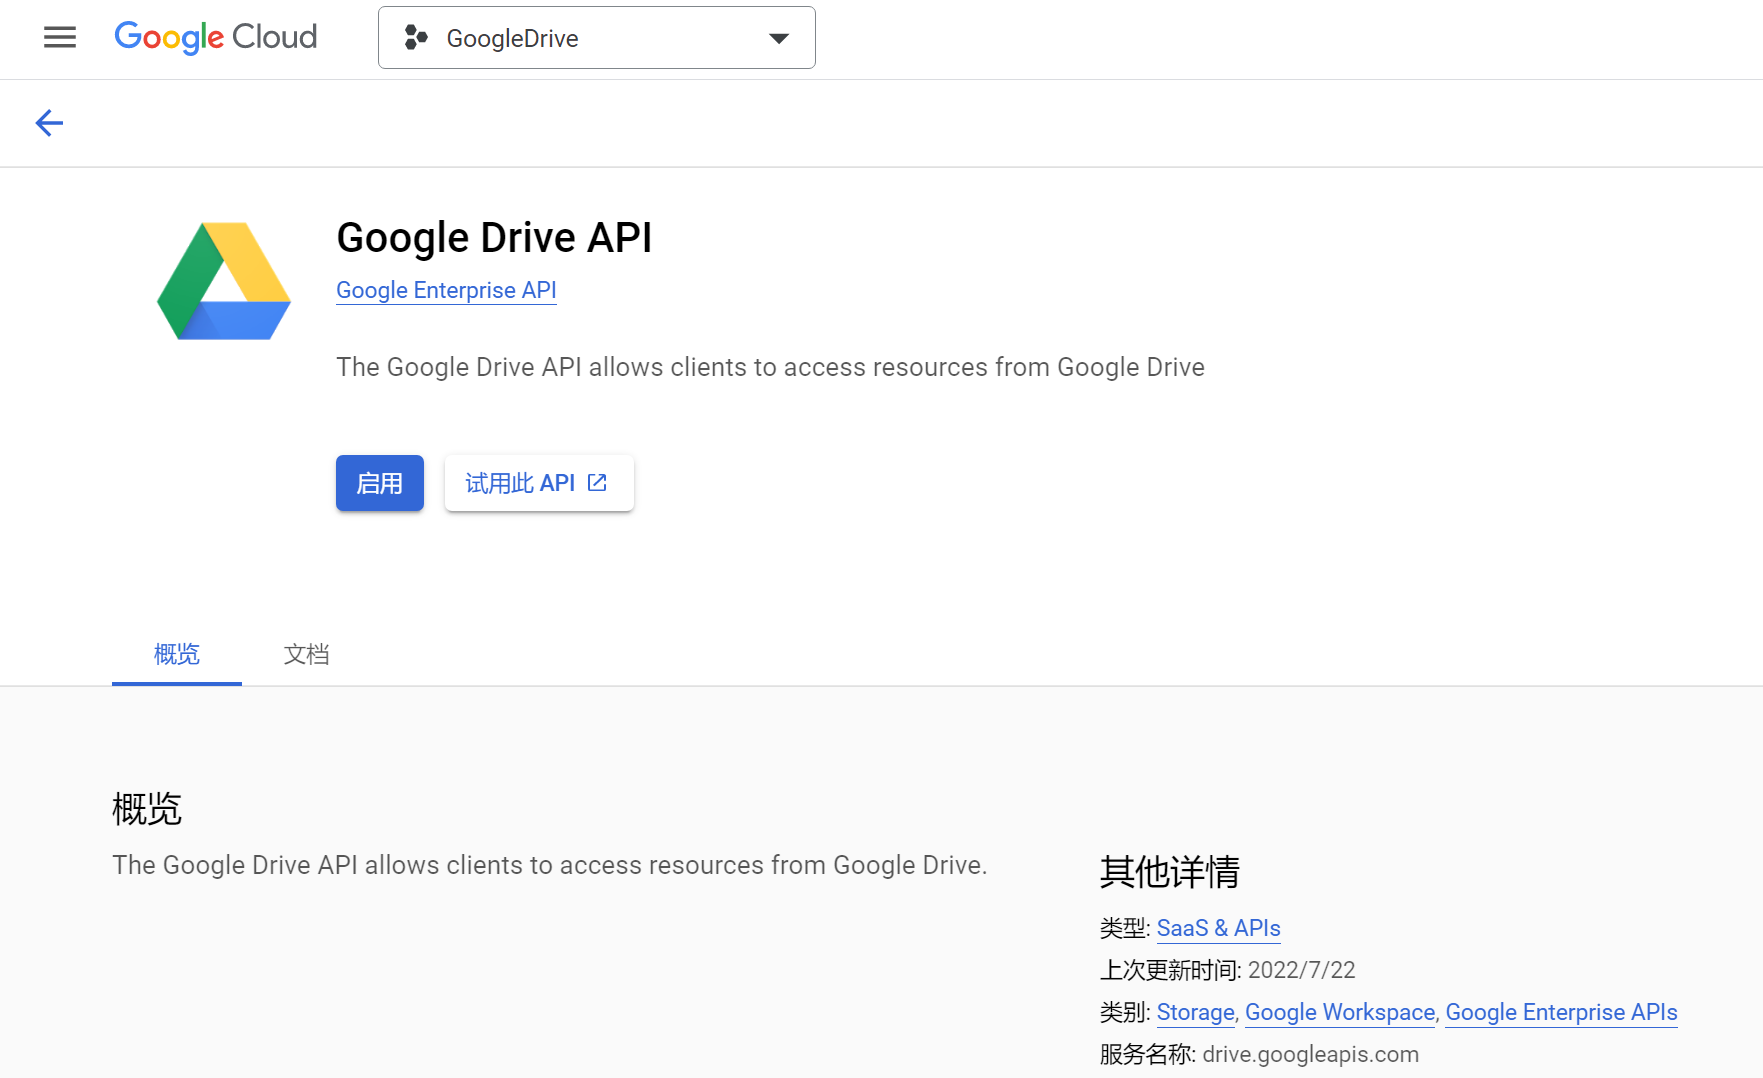 Google Cloud
GoogleDrive
Google Drive API
Google Enterprise API
The Google Drive API allows clients to access resources from Google Drive
启用
试用此 API
概览
文档
概览
The Google Drive API allows clients to access resources from Google Drive.
其他详情
类型: SaaS & APIs
上次更新时间: 2022/7/22
类别: Storage, Google Workspace, Google Enterprise APIs
服务名称: drive.googleapis.com